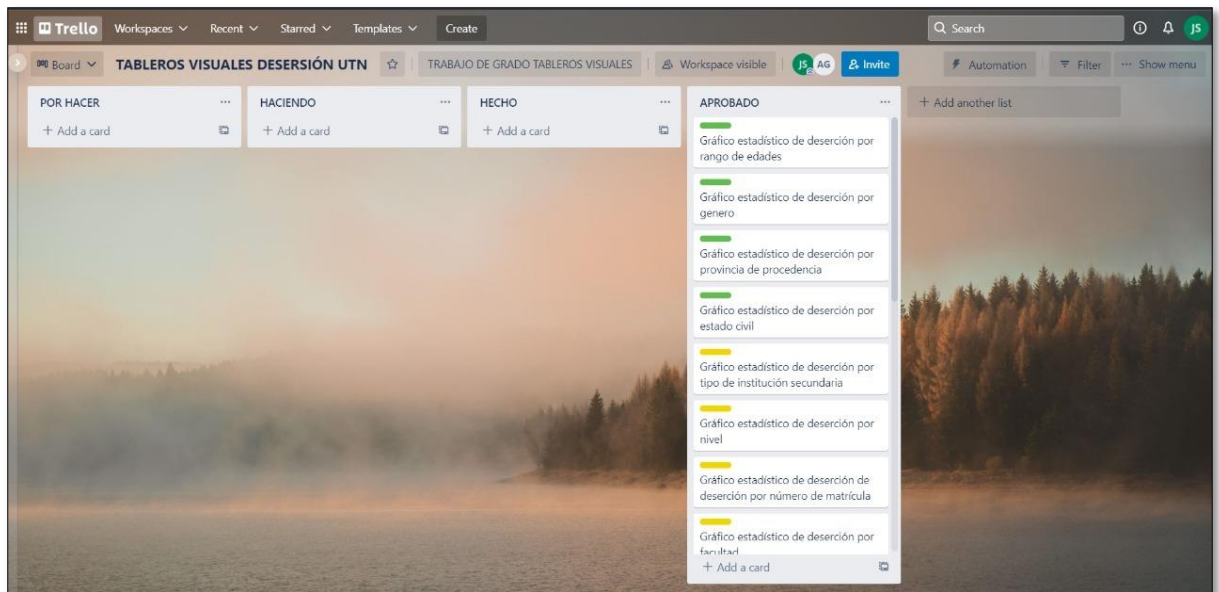 Trello Workspaces Recent Starred Templates Create Search JS
Board TABLEROS VISUALES DESERSIÓN UTN TRABAJO DE GRADO TABLEROS VISUALES Workspace visible JS AG Invite Automation Filter ... Show menu
POR HACER ...
+ Add a card
HACIENDO ...
+ Add a card
HECHO ...
+ Add a card
APROBADO ...
Gráfico estadístico de deserción por
rango de edades
Gráfico estadístico de deserción por
genero
Gráfico estadístico de deserción por
provincia de procedencia
Gráfico estadístico de deserción por
estado civil
Gráfico estadístico de deserción por
tipo de institución secundaria
Gráfico estadístico de deserción por
nivel
Gráfico estadístico de deserción de
deserción por número de matrícula
Gráfico estadístico de deserción por
facultad
+ Add a card
+ Add another list